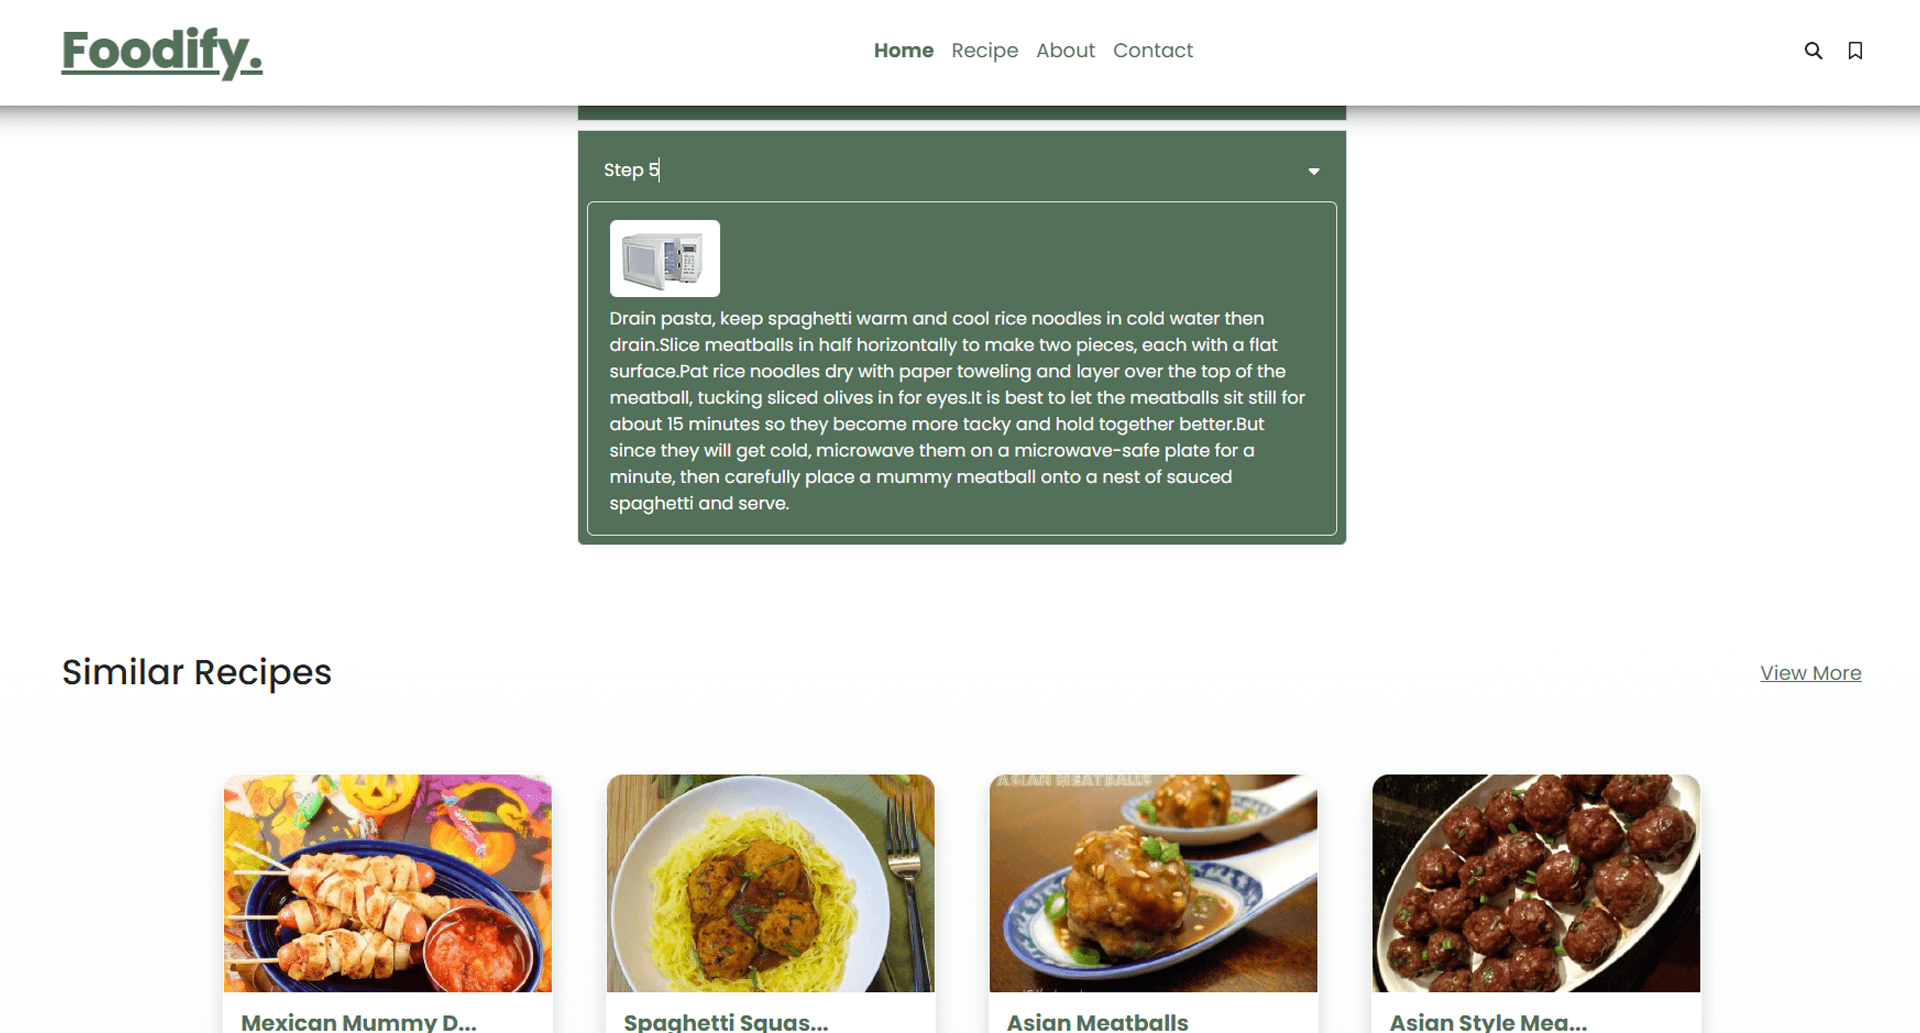 Foodify.
Home Recipe About Contact
Step 5
Drain pasta, keep spaghetti warm and cool rice noodles in cold water then
drain.Slice meatballs in half horizontally to make two pieces, each with a flat
surface.Pat rice noodles dry with paper toweling and layer over the top of the
meatball, tucking sliced olives in for eyes.It is best to let the meatballs sit still for
about 15 minutes so they become more tacky and hold together better.But
since they will get cold, microwave them on a microwave-safe plate for a
minute, then carefully place a mummy meatball onto a nest of sauced
spaghetti and serve.
Similar Recipes
View More
ASIAN MEATBALLS
Mexican Mummy D...
Spaghetti Squas...
Asian Meatballs
Asian Style Mea...